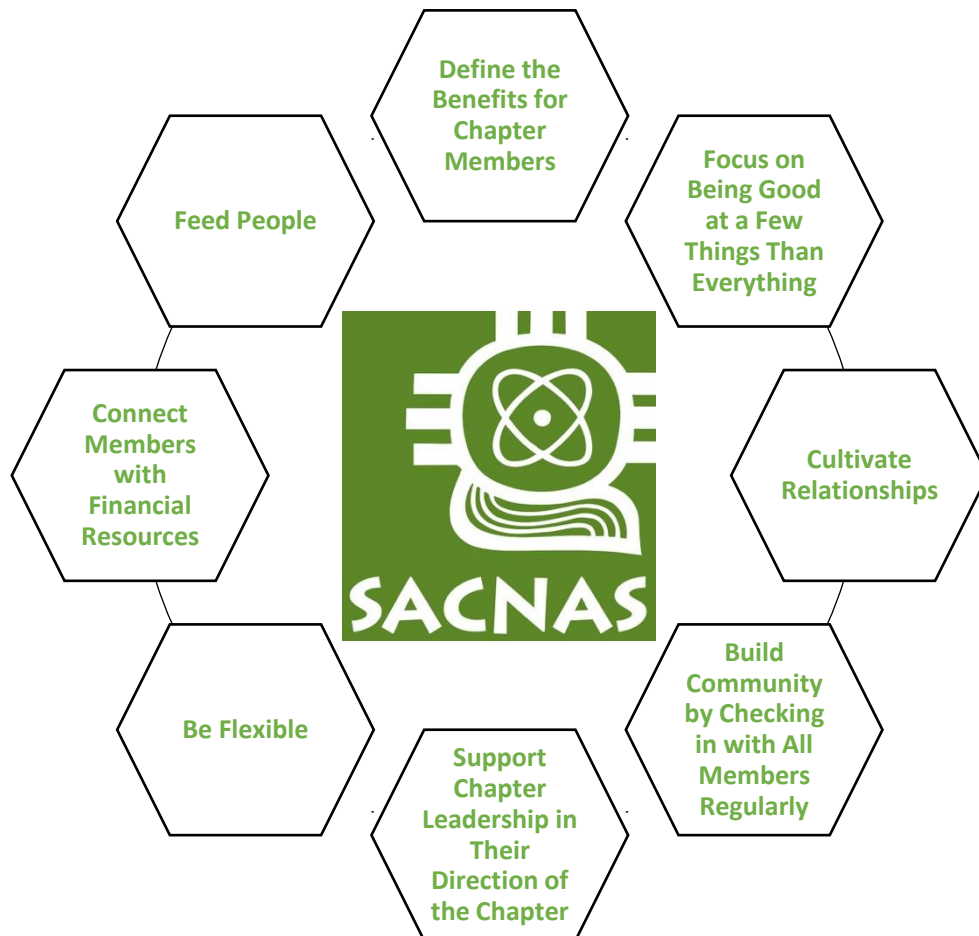 Define the
Benefits for
Chapter
Members
Focus on
Being Good
at a Few
Things Than
Everything
Cultivate
Relationships
Build
Community
by Checking
in with All
Members
Regularly
Support
Chapter
Leadership in
Their
Direction of
the Chapter
Be Flexible
Connect
Members
with
Financial
Resources
Feed People
SACNAS